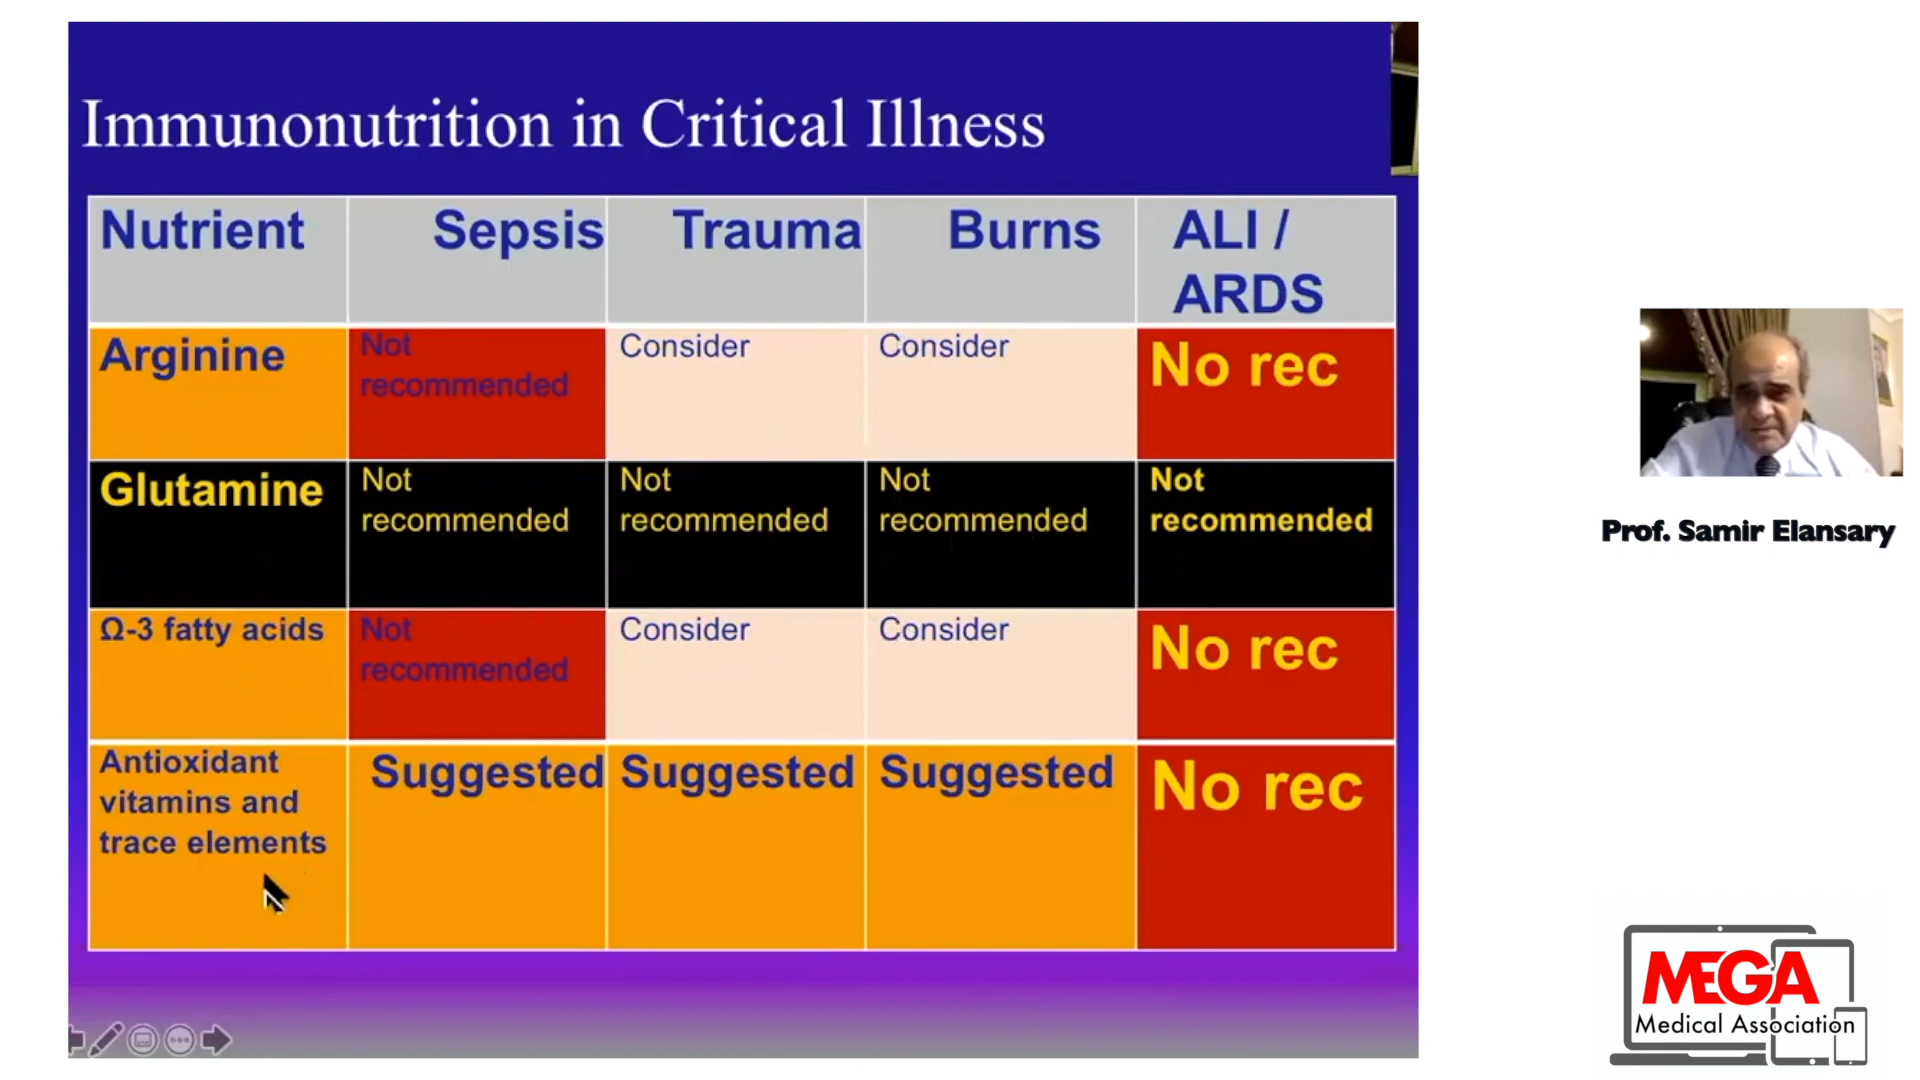 Immunonutrition in Critical Illness
Nutrient
Sepsis
Trauma
Burns
ALI /
ARDS
Arginine
Not
recommended
Consider
Consider
No rec
Glutamine
Not
recommended
Not
recommended
Not
recommended
Not
recommended
Ω-3 fatty acids
Not
recommended
Consider
Consider
No rec
Antioxidant
vitamins and
trace elements
Suggested
Suggested
Suggested
No rec
Prof. Samir Elansary
MEGA
Medical Association